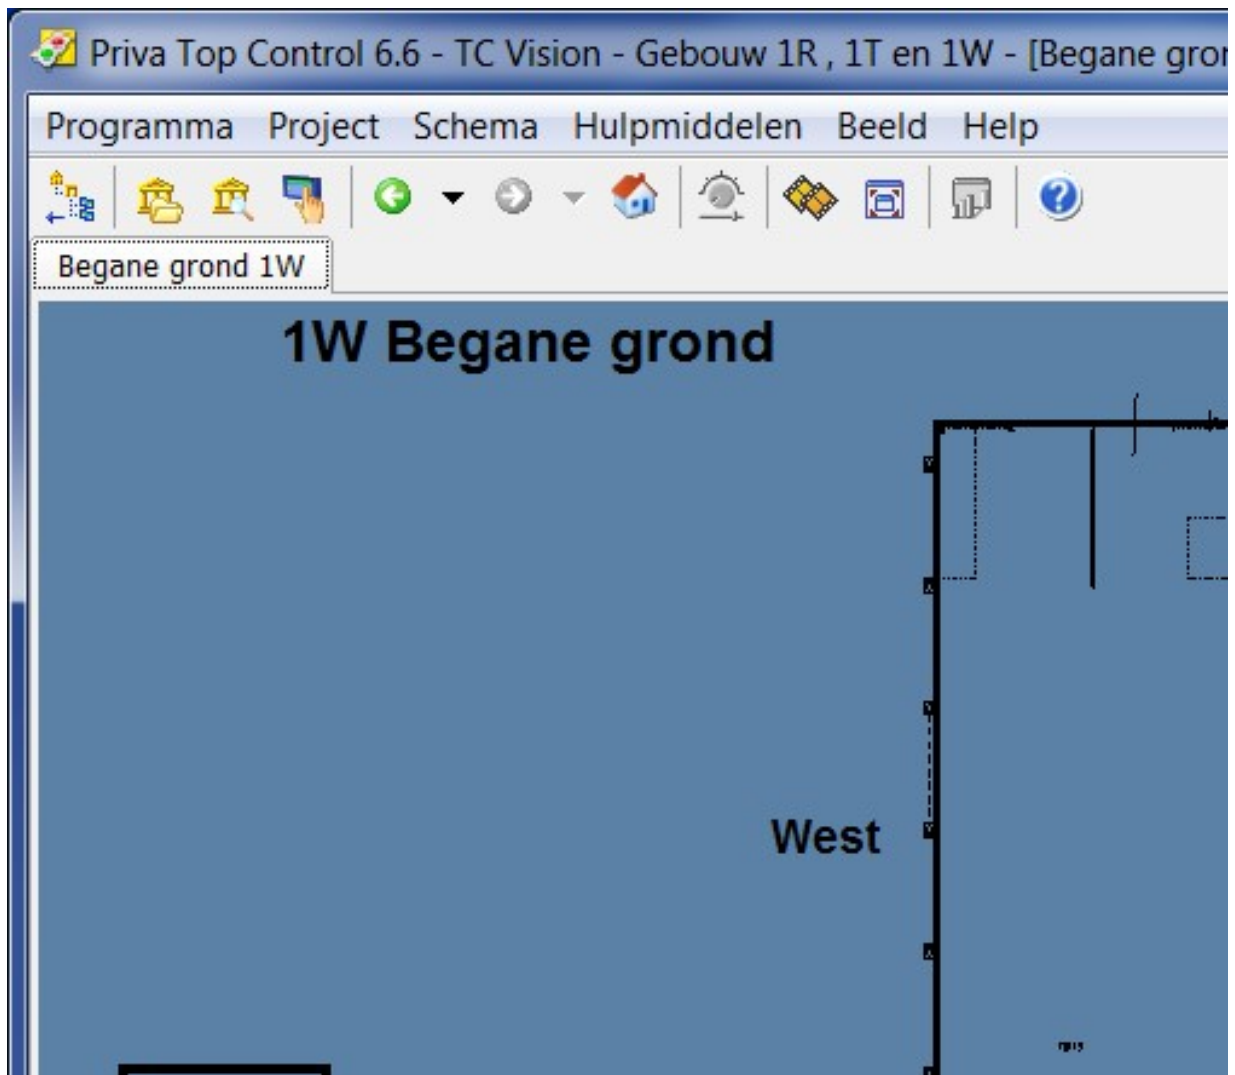 Priva Top Control 6.6 - TC Vision - Gebouw 1R , 1T en 1W - [Begane gron
Programma Project Schema Hulpmiddelen Beeld Help
Begane grond 1W
1W Begane grond
West